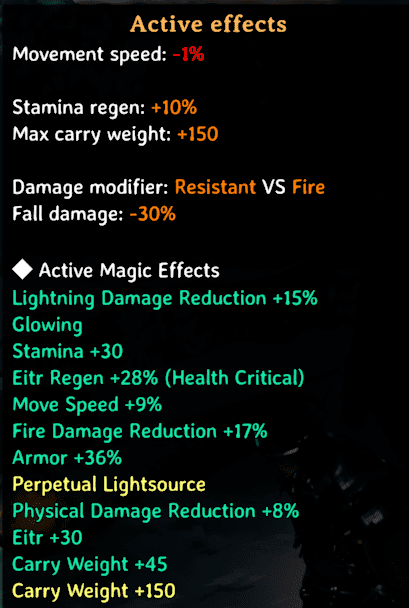 Active effects
Movement speed: -1%
Stamina regen: +10%
Max carry weight: +150
Damage modifier: Resistant VS Fire
Fall damage: -30%
◆ Active Magic Effects
Lightning Damage Reduction +15%
Glowing
Stamina +30
Eitr Regen +28% (Health Critical)
Move Speed +9%
Fire Damage Reduction +17%
Armor +36%
Perpetual Lightsource
Physical Damage Reduction +8%
Eitr +30
Carry Weight +45
Carry Weight +150